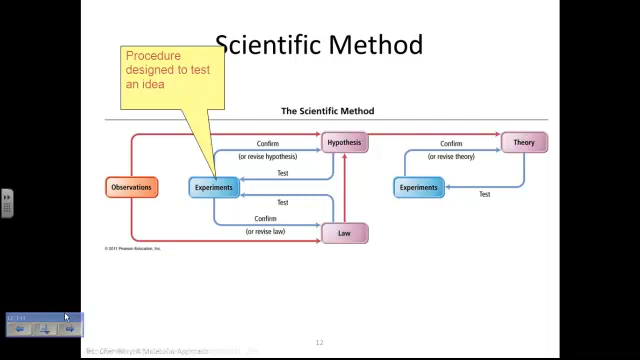 Scientific Method
Procedure
designed to test
an idea
The Scientific Method
Confirm
(or revise hypothesis)
Hypothesis
Confirm
(or revise theory)
Theory
Test
Observations
Experiments
Experiments
Test
Test
Confirm
(or revise law)
Law
© 2011 Pearson Education, Inc.
12